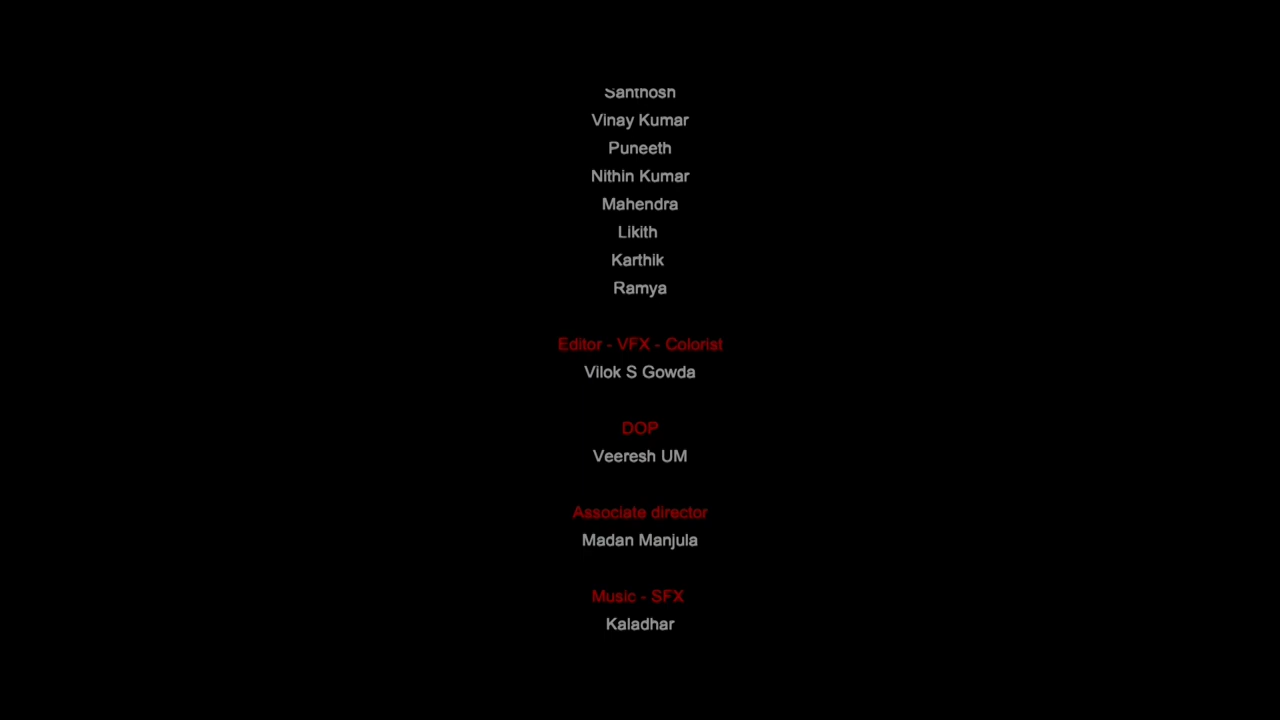 Santhosh
Vinay Kumar
Puneeth
Nithin Kumar
Mahendra
Likith
Karthik
Ramya
Editor - VFX - Colorist
Vilok S Gowda
DOP
Veeresh UM
Associate director
Madan Manjula
Music - SFX
Kaladhar